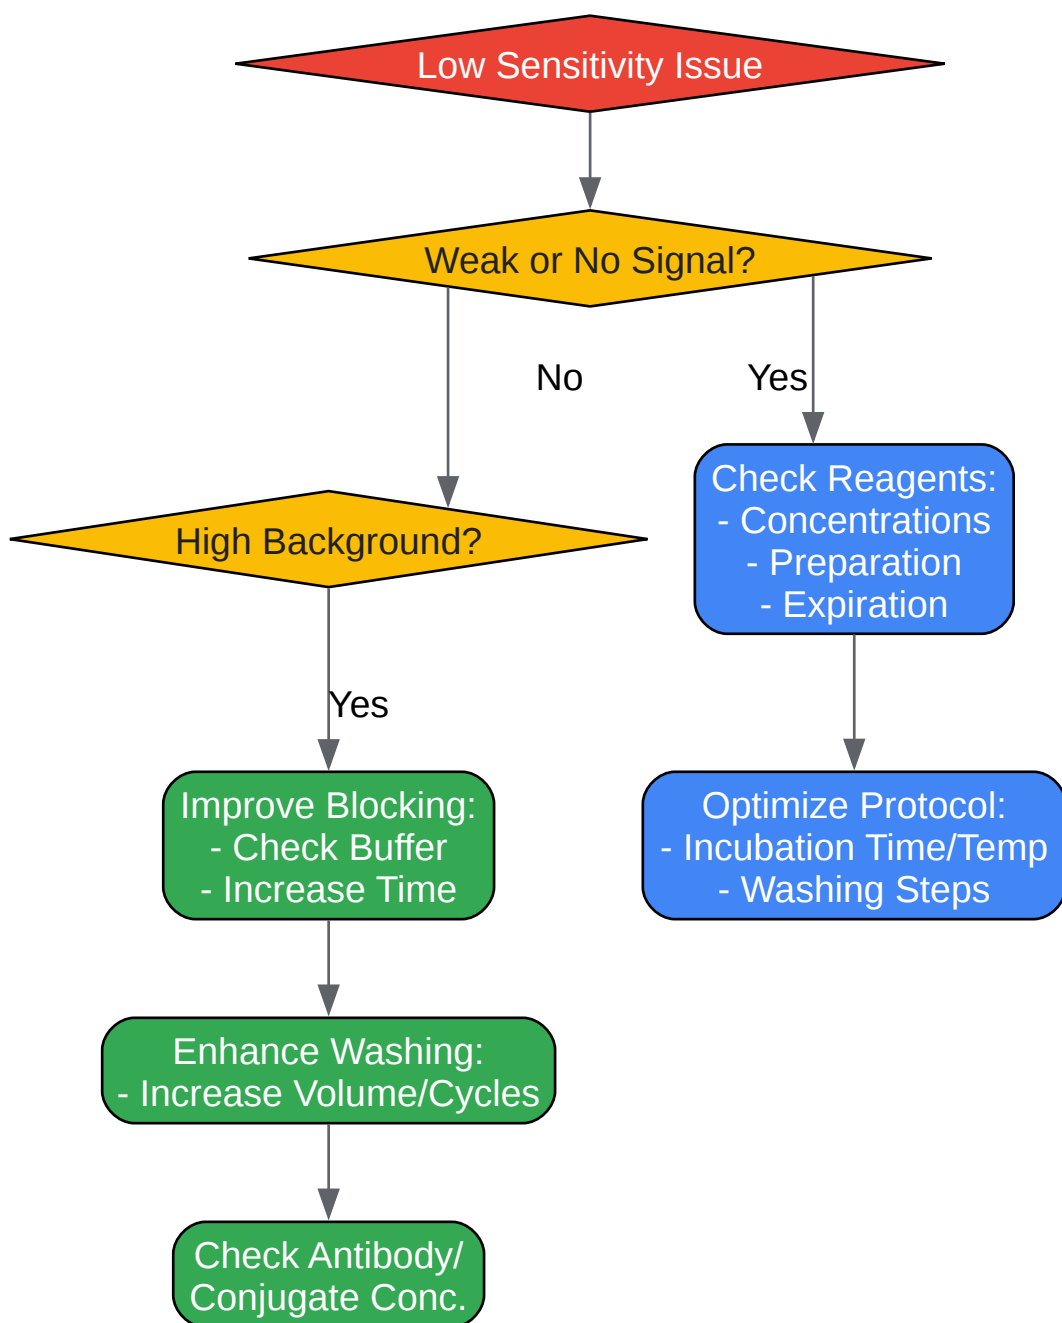 Low Sensitivity Issue
Weak or No Signal?
No
Yes
Check Reagents:
- Concentrations
- Preparation
- Expiration
High Background?
Yes
Improve Blocking:
- Check Buffer
- Increase Time
Optimize Protocol:
- Incubation Time/Temp
- Washing Steps
Enhance Washing:
- Increase Volume/Cycles
Check Antibody/
Conjugate Conc.